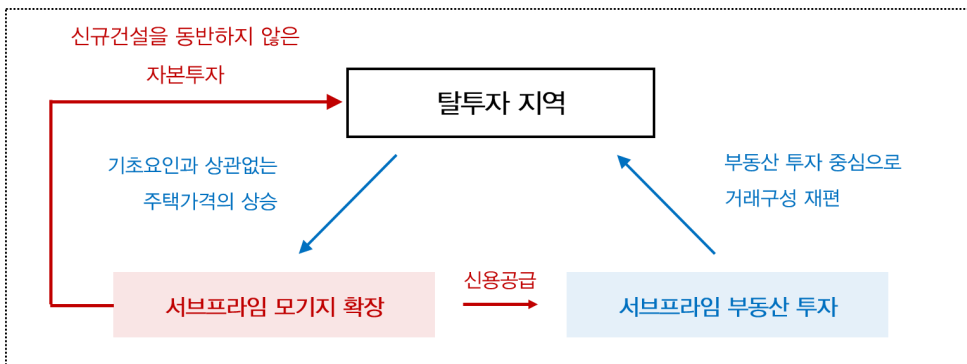 신규건설을 동반하지 않은
자본투자
탈투자 지역
기초요인과 상관없는
주택가격의 상승
부동산 투자 중심으로
거래구성 재편
서브프라임 모기지 확장
신용공급
서브프라임 부동산 투자